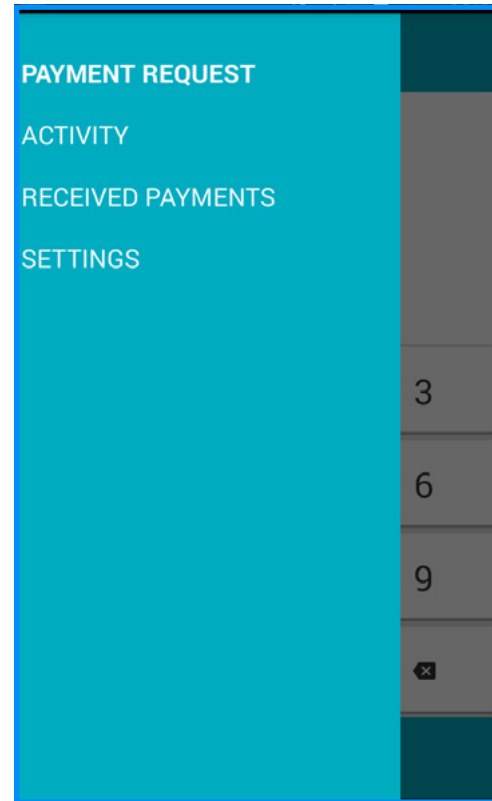 PAYMENT REQUEST
ACTIVITY
RECEIVED PAYMENTS
SETTINGS
3
6
9